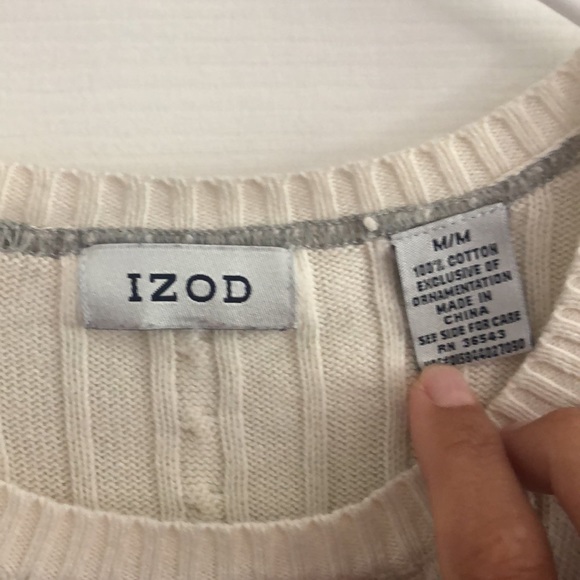 IZOD
M/M
100% COTTON
EXCLUSIVE OF
ORNAMENTATION
MADE IN
CHINA
SEE SIDE FOR CARE
RN 36543